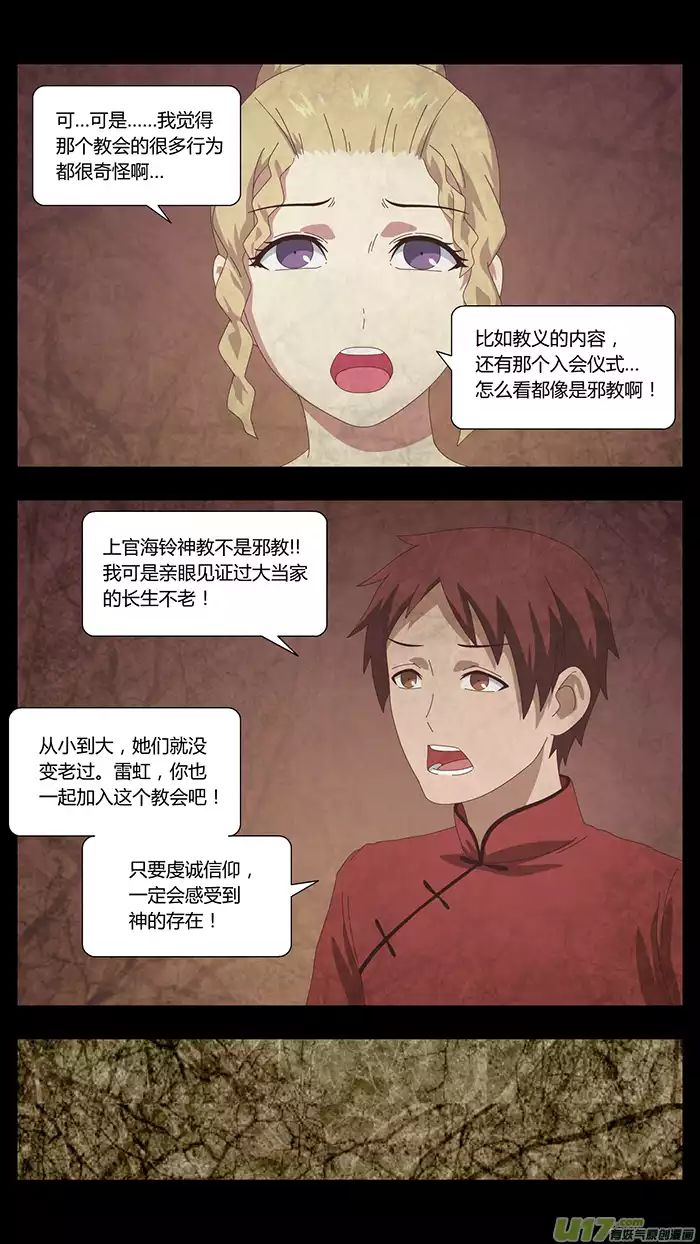 可…可是……我觉得
那个教会的很多行为
都很奇怪啊…
比如教义的内容，
还有那个入会仪式…
怎么看都像是邪教啊！
上官海铃神教不是邪教!!
我可是亲眼见证过大当家
的长生不老！
从小到大，她们就没
变老过。雷虹，你也
一起加入这个教会吧！
只要虔诚信仰，
一定会感受到
神的存在！
U17.com
有妖气原创漫画